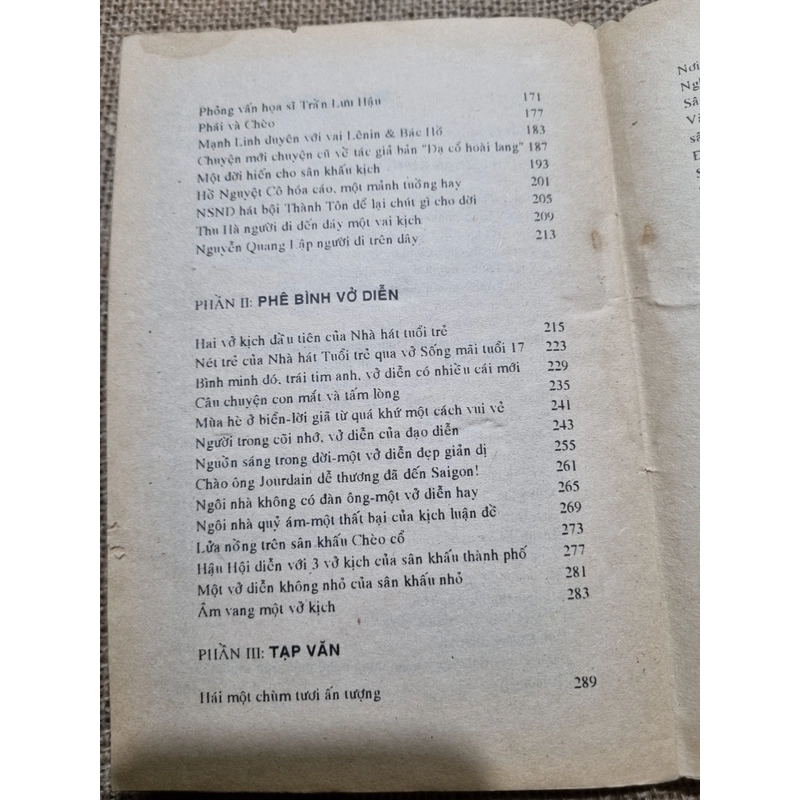 Phỏng vấn họa sĩ Trần Lưu Hậu 171
Phái và Chèo 177
Mạnh Linh duyên với vai Lênin & Bác Hồ 183
Chuyện mới chuyện cũ về tác giả bản "Dạ cổ hoài lang" 187
Một đời hiến cho sân khấu kịch 193
Hồ Nguyệt Cô hóa cáo, một mảnh tuồng hay 201
NSND hát bội Thành Tôn để lại chút gì cho đời 205
Thu Hà người đi đến đáy một vai kịch 209
Nguyễn Quang Lập người đi trên dây 213
PHẦN II: PHÊ BÌNH VỞ DIỄN
Hai vở kịch đầu tiên của Nhà hát tuổi trẻ 215
Nét trẻ của Nhà hát Tuổi trẻ qua vở Sống mãi tuổi 17 223
Bình minh đó, trái tim anh, vở diễn có nhiều cái mới 229
Câu chuyện con mắt và tấm lòng 235
Mùa hè ở biển-lời giã từ quá khứ một cách vui vẻ 241
Người trong cõi nhớ, vở diễn của đạo diễn 243
Nguồn sáng trong đời-một vở diễn đẹp giản dị 255
Chào ông Jourdain dễ thương đã đến Saigon! 261
Ngôi nhà không có đàn ông-một vở diễn hay 265
Ngôi nhà quỷ ám-một thất bại của kịch luận đề 269
Lửa nồng trên sân khấu Chèo cổ 273
Hậu Hội diễn với 3 vở kịch của sân khấu thành phố 277
Một vở diễn không nhỏ của sân khấu nhỏ 281
Âm vang một vở kịch 283
PHẦN III: TẠP VĂN
Hái một chùm tươi ấn tượng 289
Nơi
Ngh
Sâ
Vi
sâ